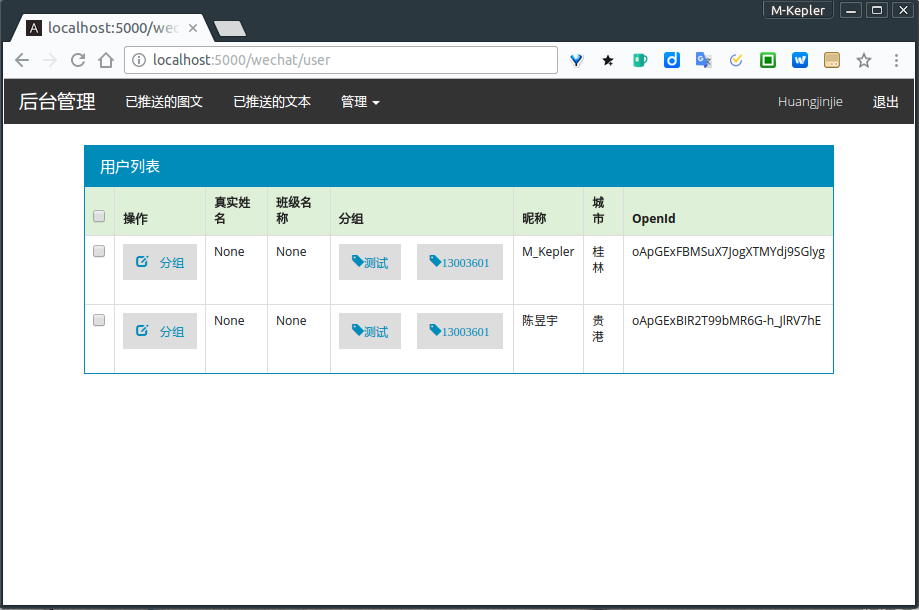 M-Kepler
localhost:5000/wec
localhost:5000/wechat/user
后台管理 已推送的图文 已推送的文本 管理 Huangjinjie 退出
用户列表
操作 真实姓名 班级名称 分组 昵称 城市 OpenId
分组 None None 测试 13003601 M_Kepler 桂林 oApGExFBMSuX7JogXTMYdj9SGlyg
分组 None None 测试 13003601 陈昱宇 贵港 oApGExBIR2T99bMR6G-h_JlRV7hE